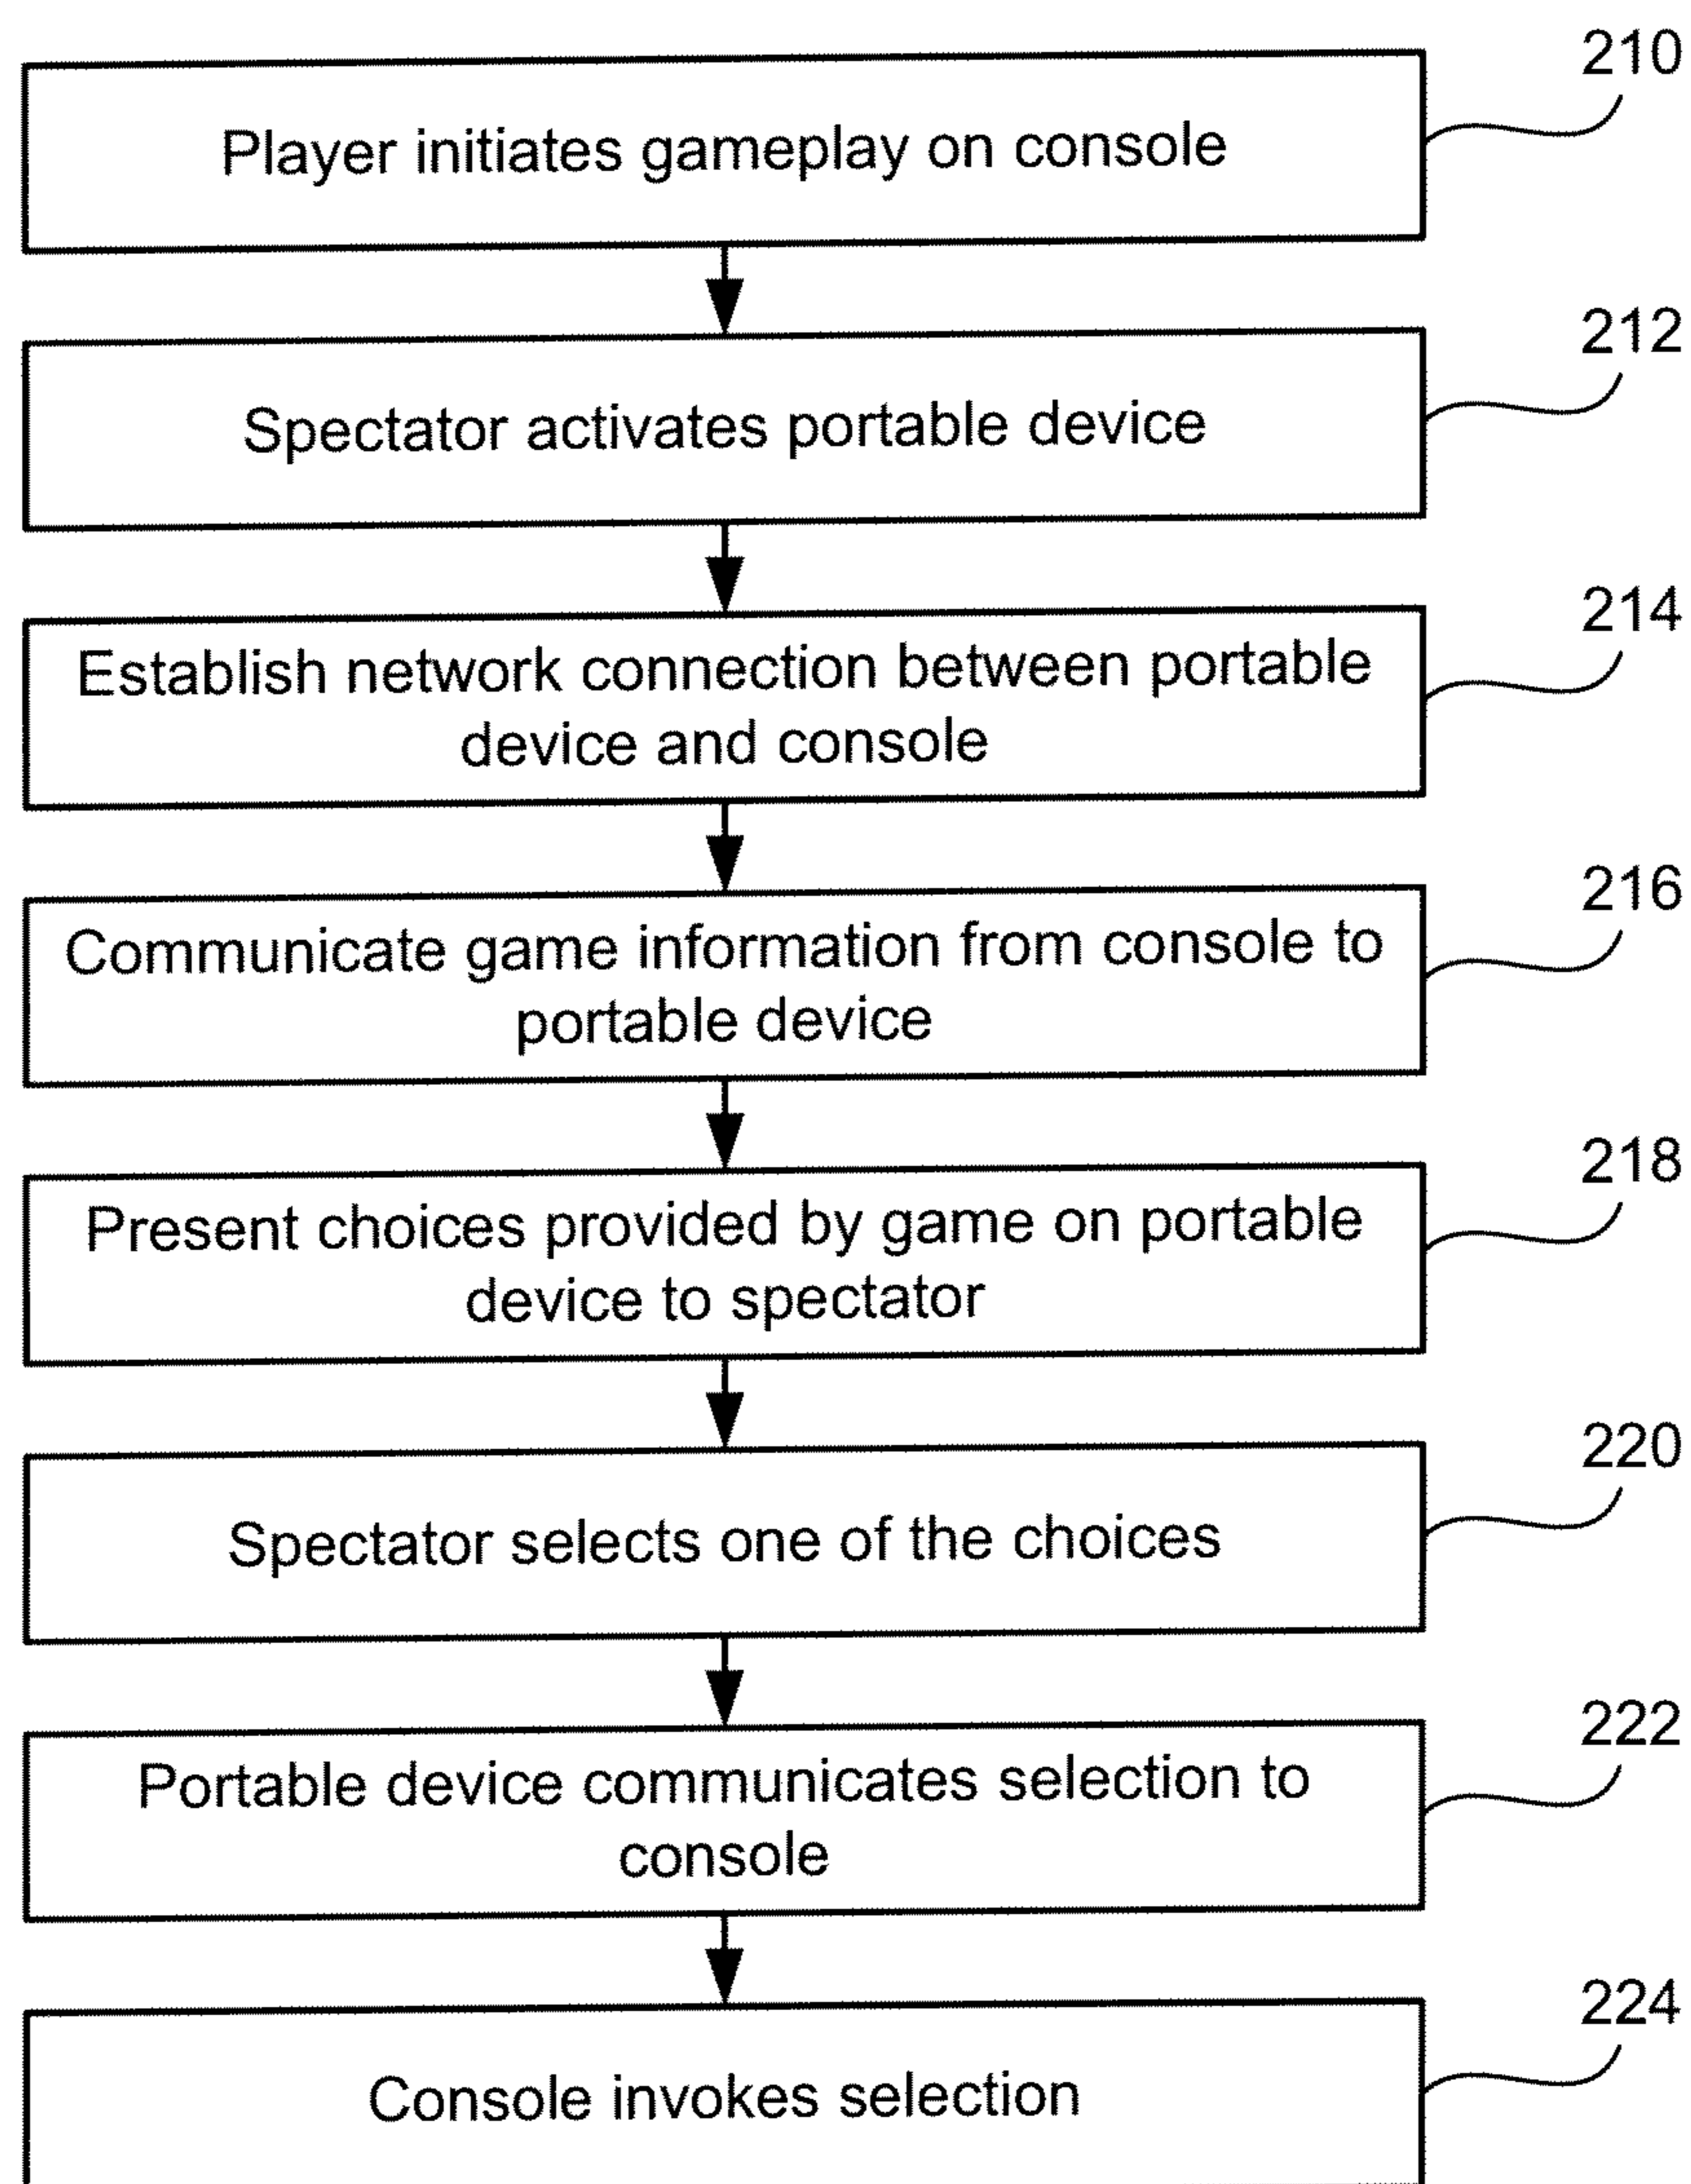 210
Player initiates gameplay on console
212
Spectator activates portable device
214
Establish network connection between portable
device and console
216
Communicate game information from console to
portable device
218
Present choices provided by game on portable
device to spectator
220
Spectator selects one of the choices
222
Portable device communicates selection to
console
224
Console invokes selection